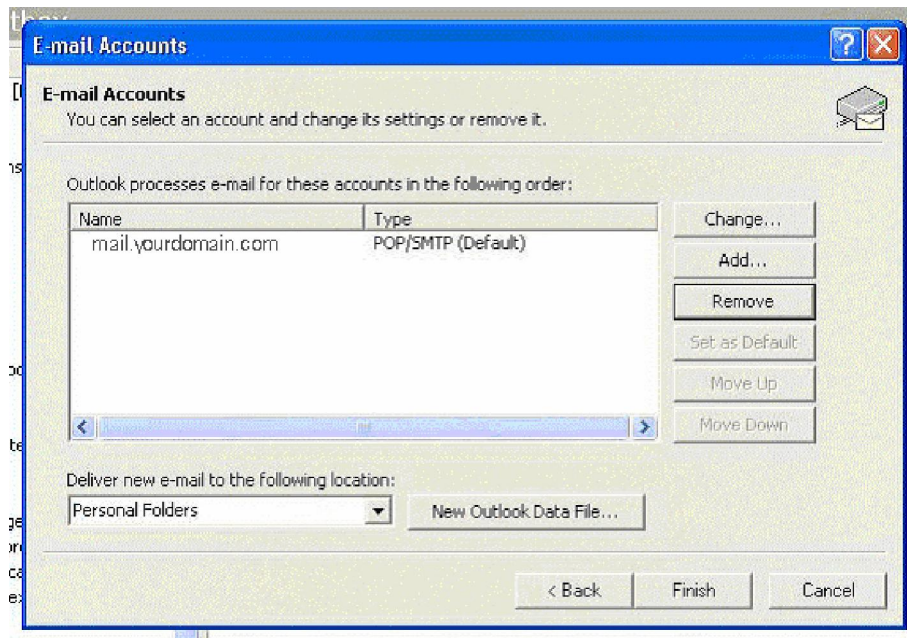 E-mail Accounts
E-mail Accounts
You can select an account and change its settings or remove it.
Outlook processes e-mail for these accounts in the following order:
Name Type
mail.yourdomain.com POP/SMTP (Default)
Change...
Add...
Remove
Set as Default
Move Up
Move Down
Deliver new e-mail to the following location:
Personal Folders New Outlook Data File...
< Back Finish Cancel